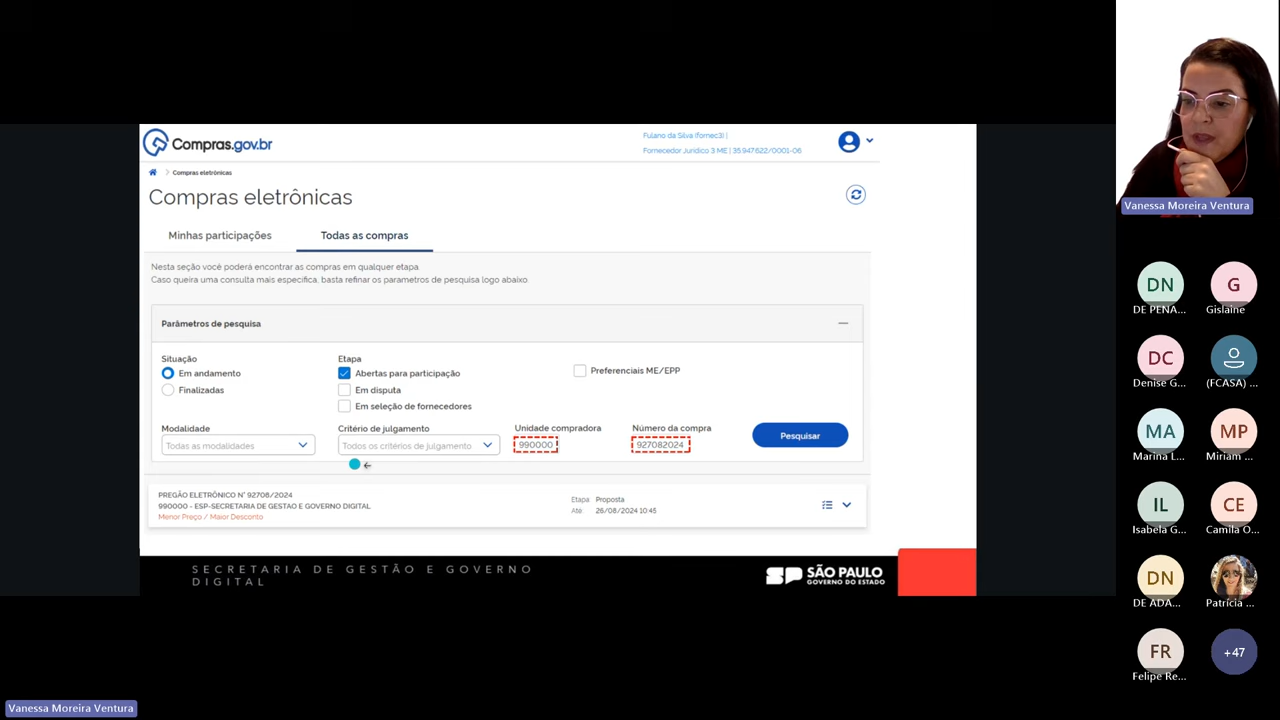 Compras.gov.br
Fulano da Silva (fornec3) |
Fornecedor Jurídico 3 ME | 35.947.622/0001-06
Compras eletrônicas
Compras eletrônicas
Minhas participações
Todas as compras
Nesta seção você poderá encontrar as compras em qualquer etapa.
Caso queira uma consulta mais específica, basta refinar os parametros de pesquisa logo abaixo.
Parâmetros de pesquisa
Situação
Em andamento
Finalizadas
Etapa
Abertas para participação
Em disputa
Em seleção de fornecedores
Preferenciais ME/EPP
Modalidade
Todas as modalidades
Critério de julgamento
Todos os critérios de julgamento
Unidade compradora
990000
Número da compra
927082024
Pesquisar
PREGÃO ELETRÔNICO N° 92708/2024
990000 - ESP-SECRETARIA DE GESTAO E GOVERNO DIGITAL
Menor Preço / Maior Desconto
Etapa: Proposta
Até: 26/08/2024 10:45
SECRETARIA DE GESTÃO E GOVERNO
DIGITAL
SP SÃO PAULO
GOVERNO DO ESTADO
Vanessa Moreira Ventura
DN
DE PENA...
G
Gislaine
DC
Denise G...
(FCASA) ...
MA
Marina L...
MP
Miriam ...
IL
Isabela G...
CE
Camila O...
DN
DE ADA...
Patrícia ...
FR
Felipe Re...
+47
Vanessa Moreira Ventura